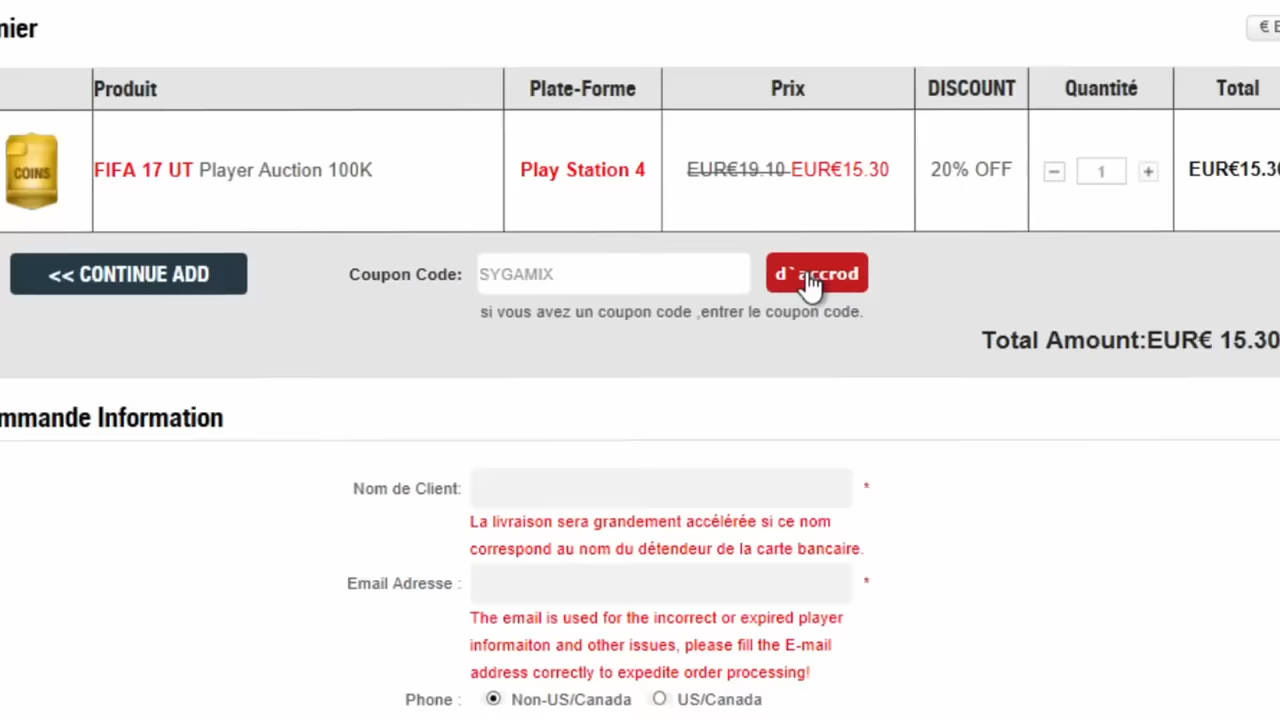 nier
€ E
Produit Plate-Forme Prix DISCOUNT Quantité Total
COINS
FIFA 17 UT Player Auction 100K Play Station 4 EUR€19.10 EUR€15.30 20% OFF − 1 + EUR€15.30
<< CONTINUE ADD Coupon Code: SYGAMIX d`accrod
si vous avez un coupon code ,entrer le coupon code.
Total Amount:EUR€ 15.30
mmande Information
Nom de Client: *
La livraison sera grandement accélérée si ce nom
correspond au nom du détendeur de la carte bancaire.
Email Adresse : *
The email is used for the incorrect or expired player
informaiton and other issues, please fill the E-mail
address correctly to expedite order processing!
Phone : Non-US/Canada US/Canada